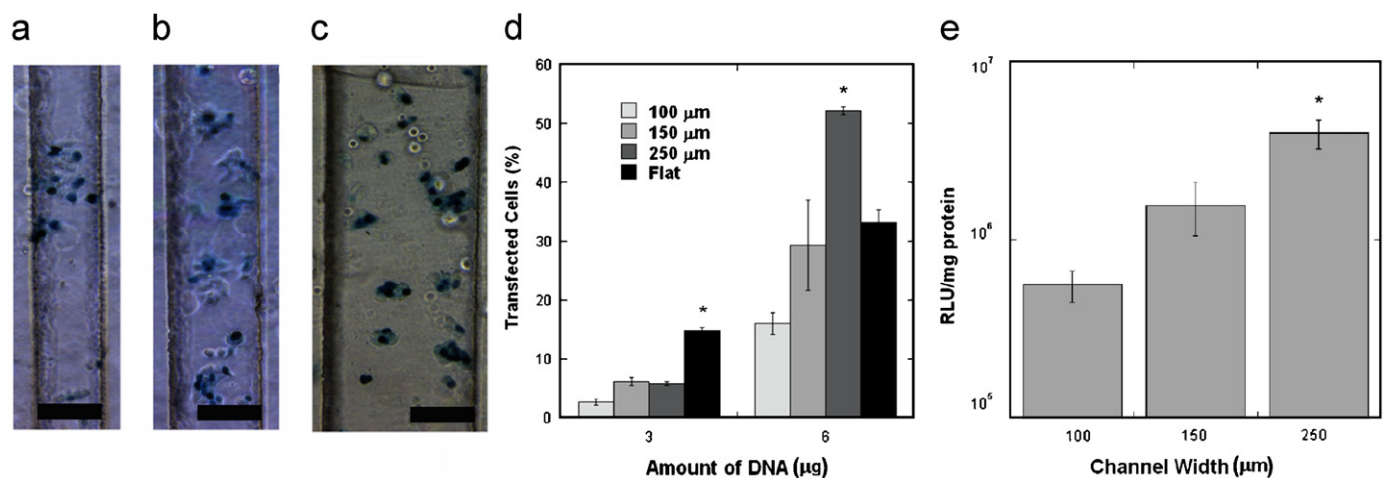 a
b
c
d
e
60
50
40
30
20
10
0
Transfected Cells (%)
100 μm
150 μm
250 μm
Flat
*
*
3
6
Amount of DNA (μg)
10⁷
10⁶
10⁵
RLU/mg protein
*
100
150
250
Channel Width (μm)